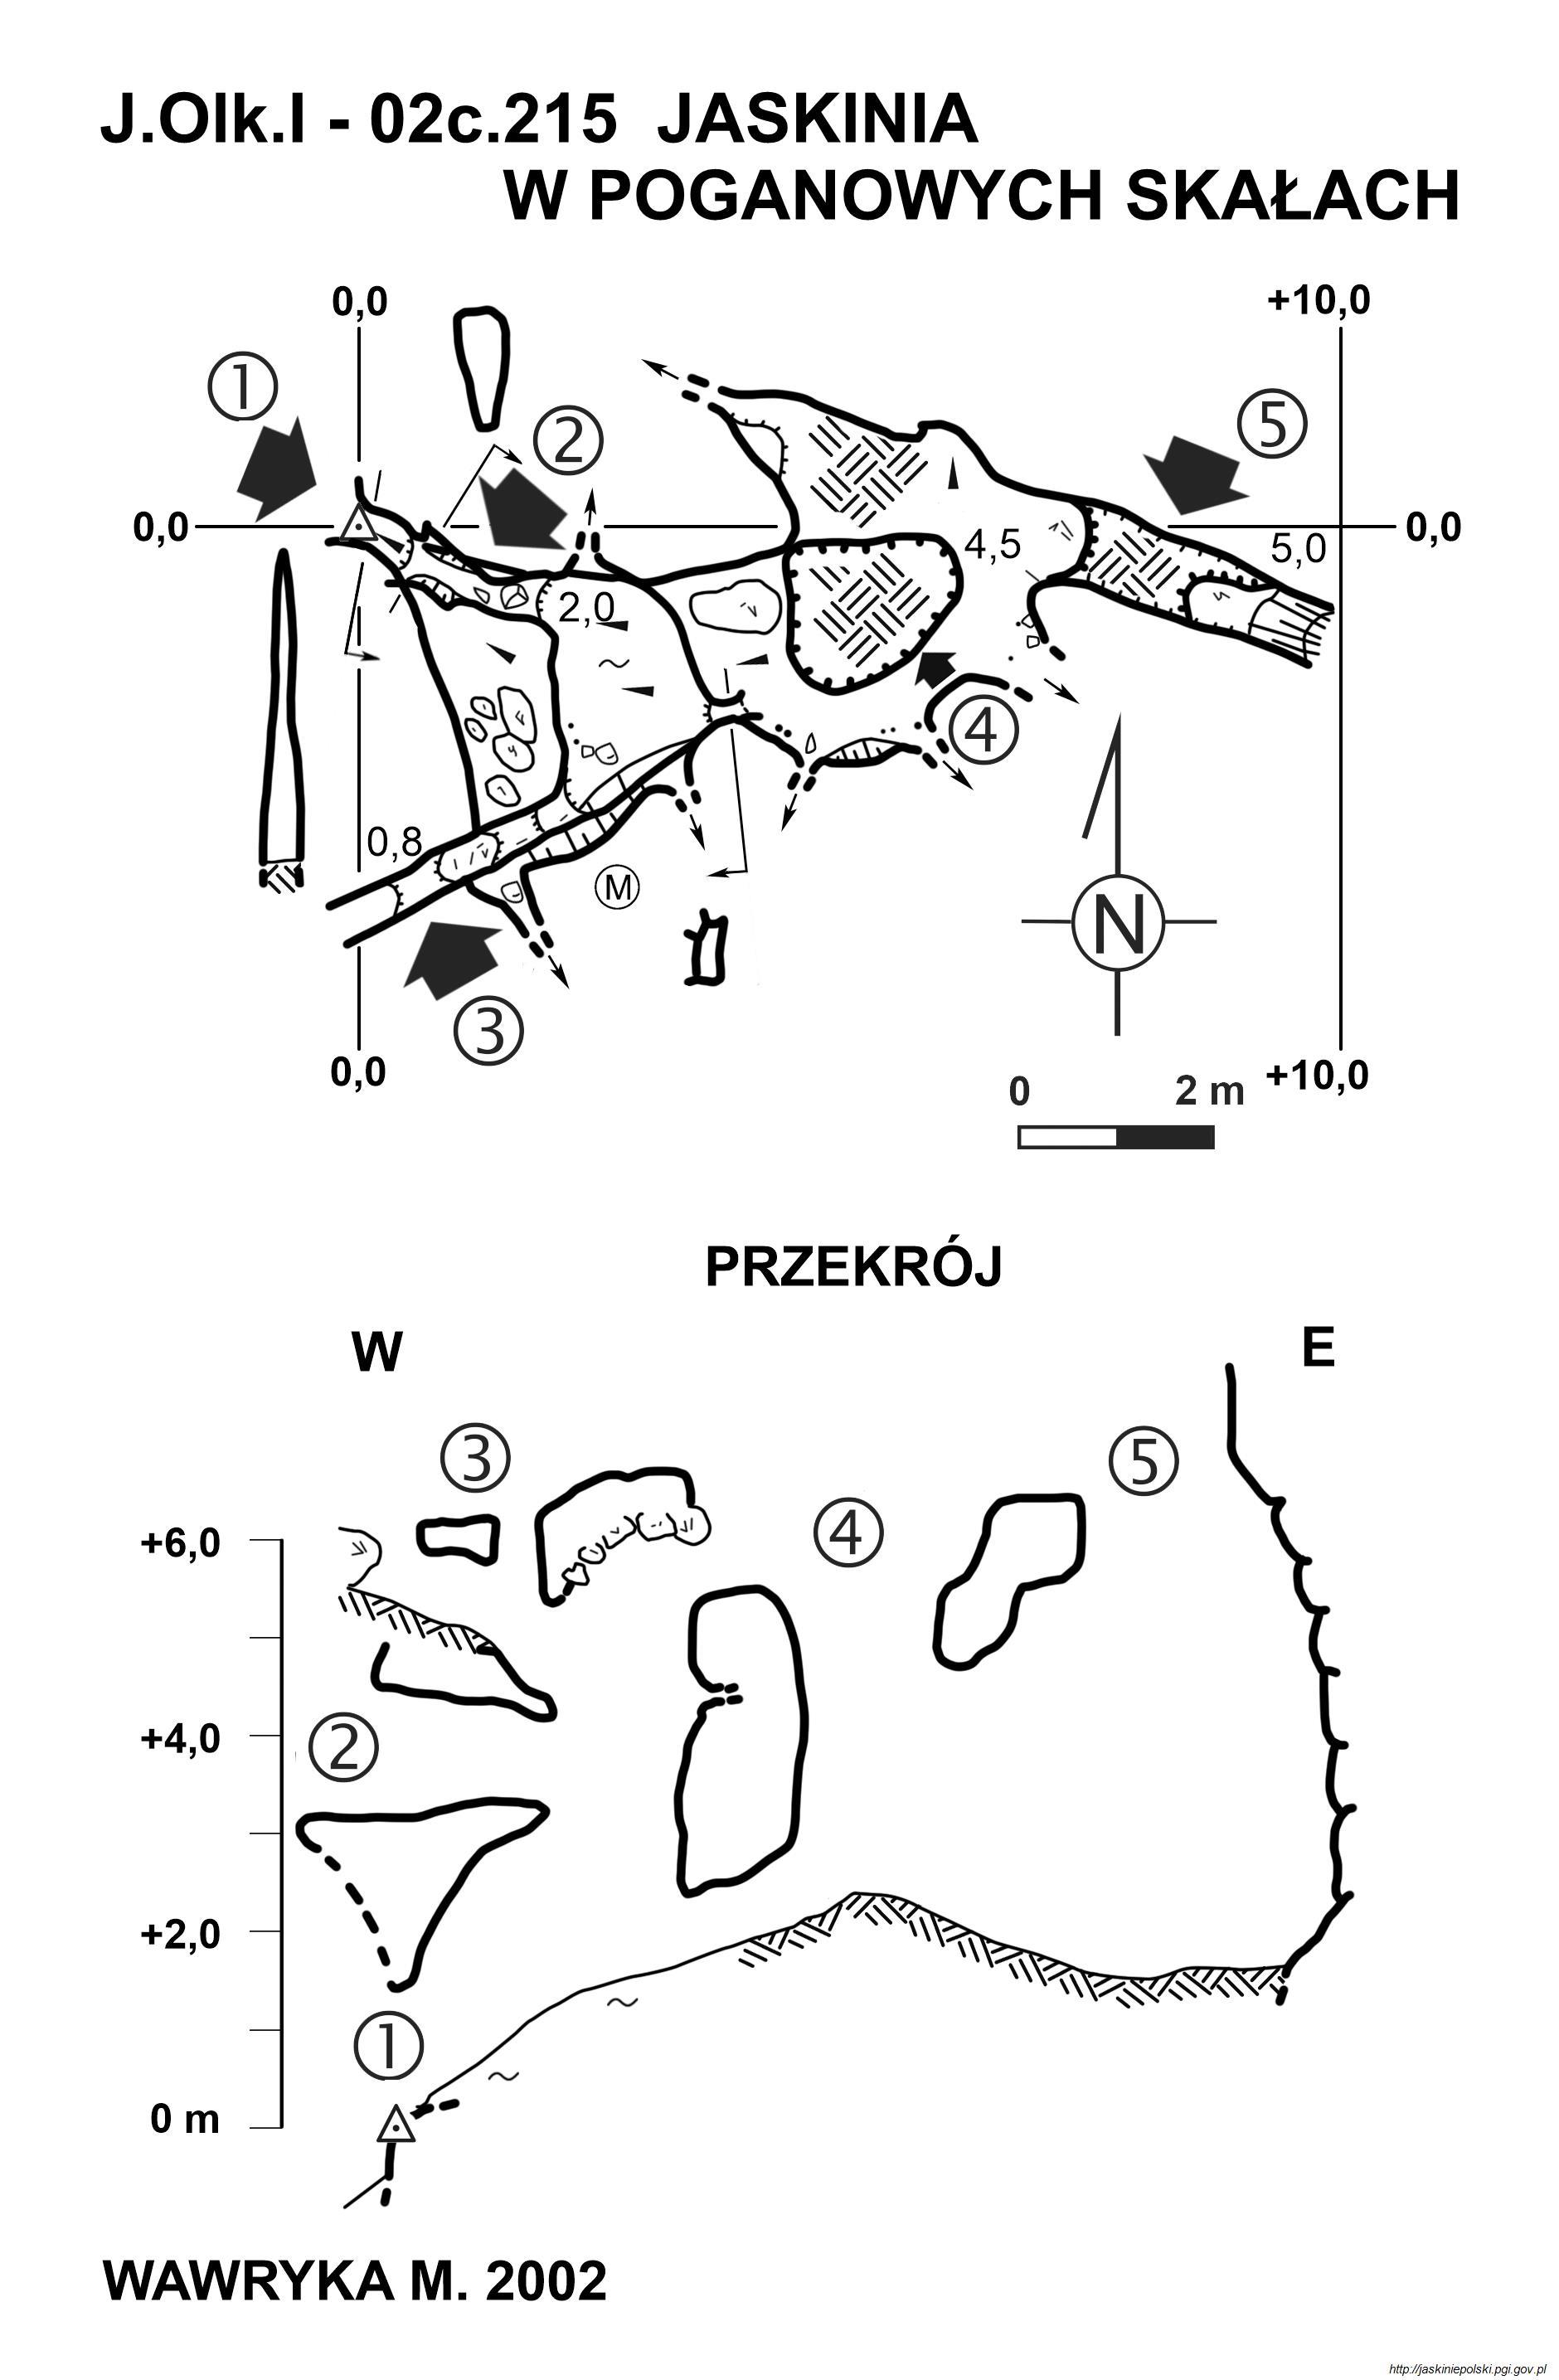 J.Olk.I - 02c.215 JASKINIA
W POGANOWYCH SKAŁACH
0,0
+10,0
1
2
5
0,0
0,0
4,5
5,0
2,0
4
0,8
M
N
3
0,0
0
2 m
+10,0
PRZEKRÓJ
W
E
3
5
4
+6,0
+4,0
2
+2,0
1
0 m
WAWRYKA M. 2002
http://jaskiniepolski.pgi.gov.pl